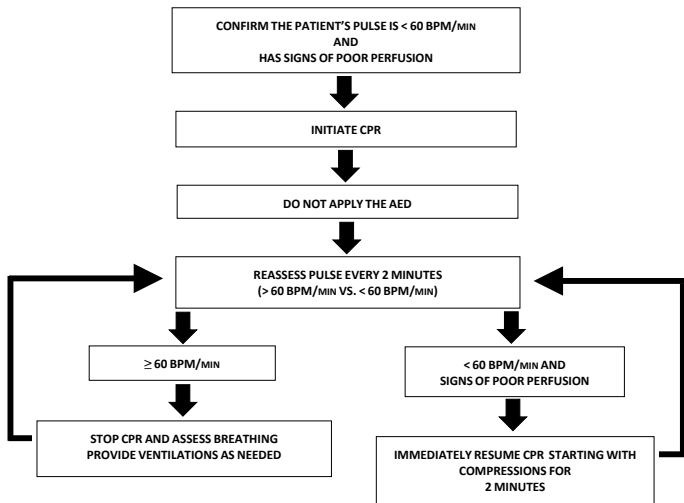 CONFIRM THE PATIENT'S PULSE IS < 60 BPM/MIN
AND
HAS SIGNS OF POOR PERFUSION
INITIATE CPR
DO NOT APPLY THE AED
REASSESS PULSE EVERY 2 MINUTES
(> 60 BPM/MIN VS. < 60 BPM/MIN)
≥ 60 BPM/MIN
< 60 BPM/MIN AND
SIGNS OF POOR PERFUSION
STOP CPR AND ASSESS BREATHING
PROVIDE VENTILATIONS AS NEEDED
IMMEDIATELY RESUME CPR STARTING WITH
COMPRESSIONS FOR
2 MINUTES